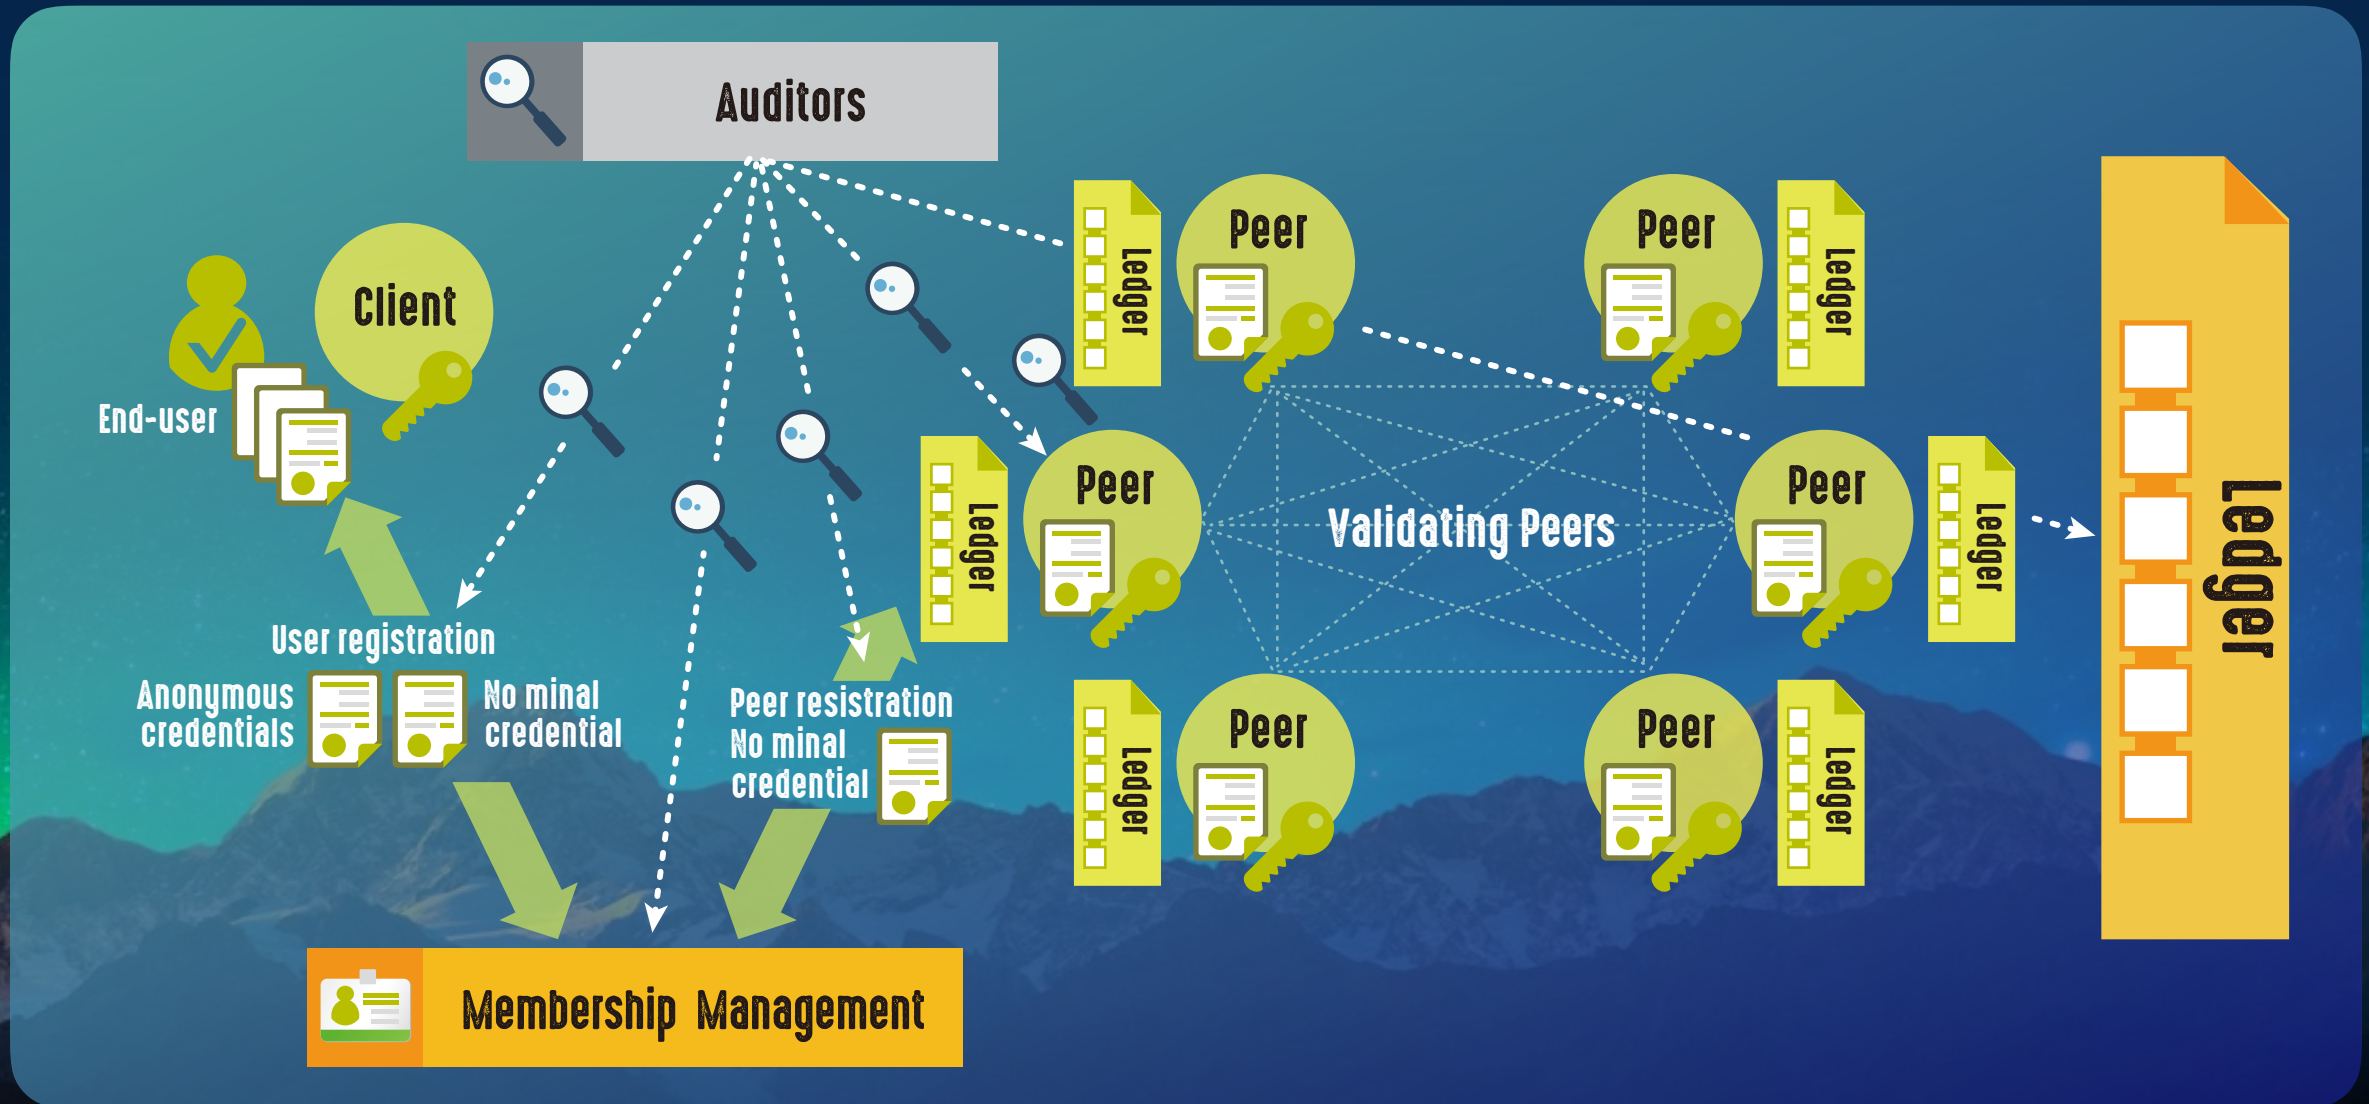 Auditors
Client
End-user
Peer
Ledger
Peer
Ledger
Ledger
Peer
Ledger
Validating Peers
Peer
Ledger
Ledger
Peer
Ledger
Peer
Ledger
User registration
Anonymous
credentials
No minal
credential
Peer resistration
No minal
credential
Membership Management